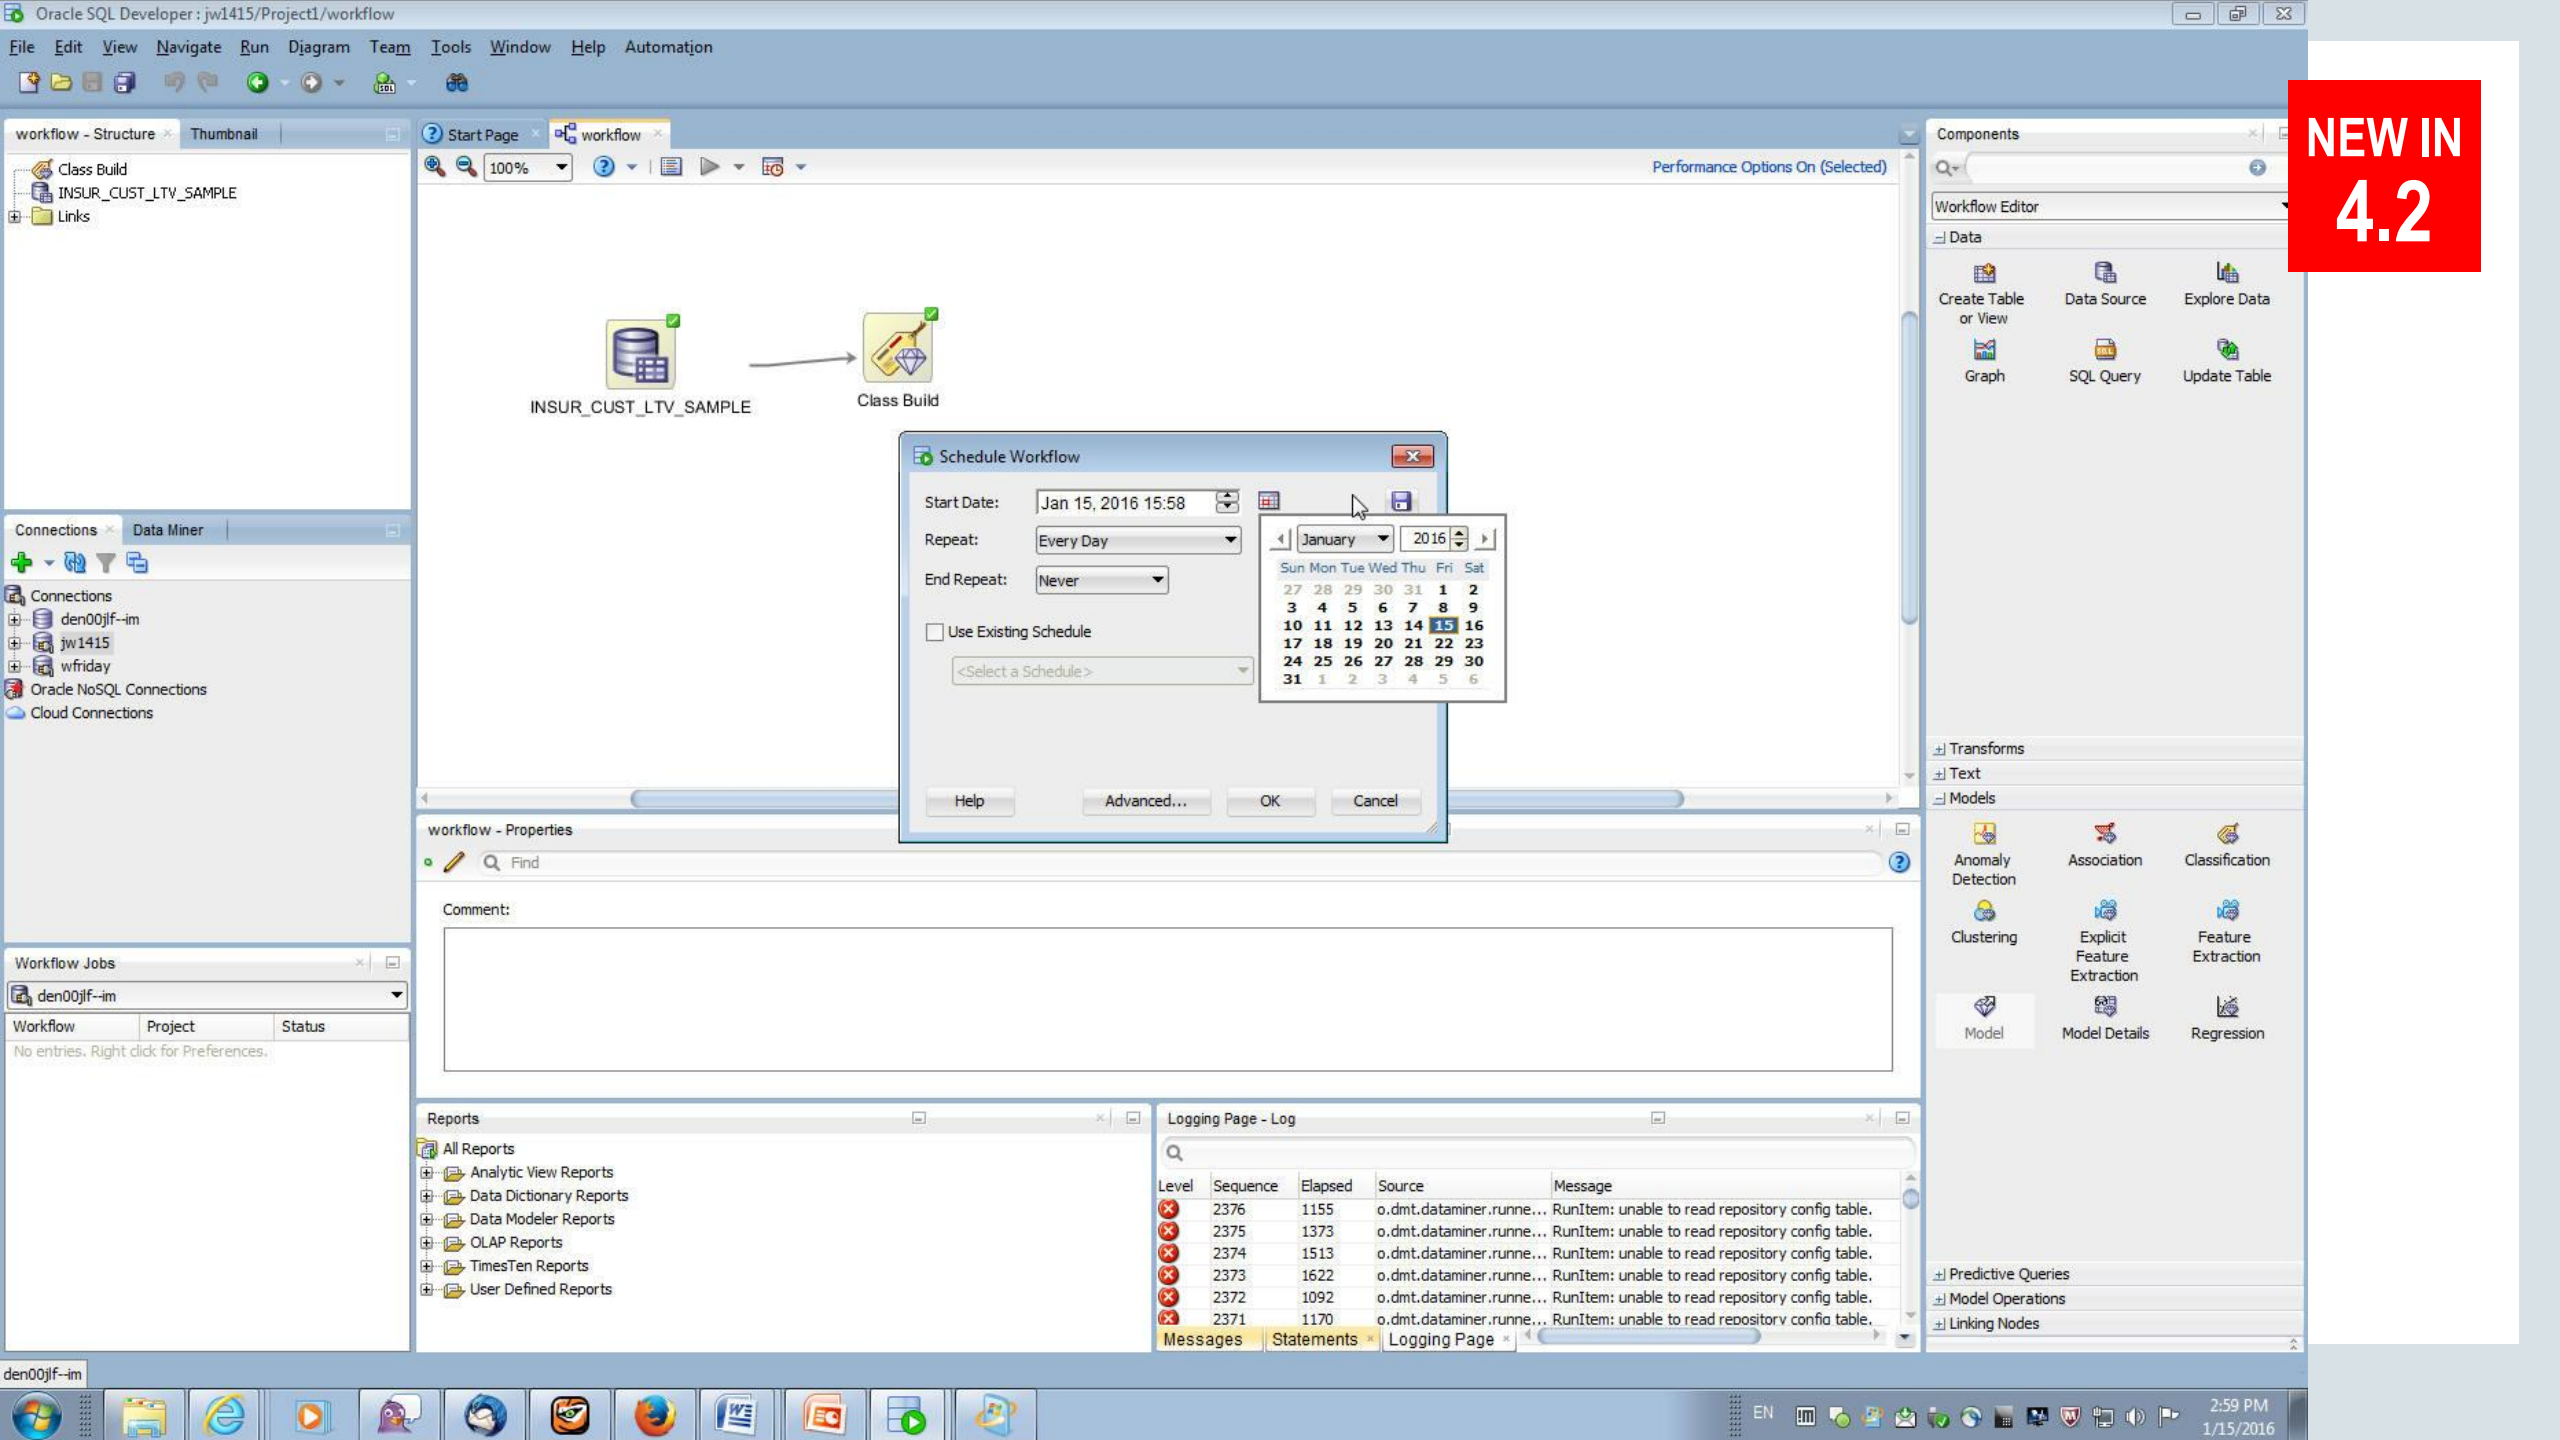 Oracle SQL Developer : jw1415/Project1/workflow
File Edit View Navigate Run Diagram Team Tools Window Help Automation
NEW IN
4.2
workflow - Structure Thumbnail
Class Build
INSUR_CUST_LTV_SAMPLE
Links
Start Page workflow
100%
Performance Options On (Selected)
INSUR_CUST_LTV_SAMPLE
Class Build
Schedule Workflow
Start Date: Jan 15, 2016 15:58
Repeat: Every Day
End Repeat: Never
Use Existing Schedule
<Select a Schedule>
Help Advanced... OK Cancel
January 2016
Sun Mon Tue Wed Thu Fri Sat
27 28 29 30 31 1 2
3 4 5 6 7 8 9
10 11 12 13 14 15 16
17 18 19 20 21 22 23
24 25 26 27 28 29 30
31 1 2 3 4 5 6
Connections Data Miner
Connections
den00jlf--im
jw1415
wfriday
Oracle NoSQL Connections
Cloud Connections
workflow - Properties
Find
Comment:
Workflow Jobs
den00jlf--im
Workflow Project Status
No entries. Right click for Preferences.
Reports
All Reports
Analytic View Reports
Data Dictionary Reports
Data Modeler Reports
OLAP Reports
TimesTen Reports
User Defined Reports
Logging Page - Log
Level Sequence Elapsed Source Message
2376 1155 o.dmt.dataminer.runne... RunItem: unable to read repository config table.
2375 1373 o.dmt.dataminer.runne... RunItem: unable to read repository config table.
2374 1513 o.dmt.dataminer.runne... RunItem: unable to read repository config table.
2373 1622 o.dmt.dataminer.runne... RunItem: unable to read repository config table.
2372 1092 o.dmt.dataminer.runne... RunItem: unable to read repository config table.
2371 1170 o.dmt.dataminer.runne... RunItem: unable to read repository config table.
Messages Statements Logging Page
Components
Workflow Editor
Data
Create Table or View
Data Source
Explore Data
Graph
SQL Query
Update Table
Transforms
Text
Models
Anomaly Detection
Association
Classification
Clustering
Explicit Feature Extraction
Feature Extraction
Model
Model Details
Regression
Predictive Queries
Model Operations
Linking Nodes
den00jlf--im
EN
2:59 PM
1/15/2016